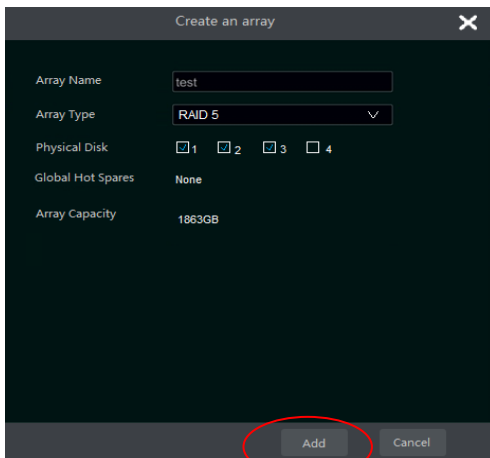 Create an array
Array Name test
Array Type RAID 5
Physical Disk 1 2 3 4
Global Hot Spares None
Array Capacity 1863GB
Add Cancel